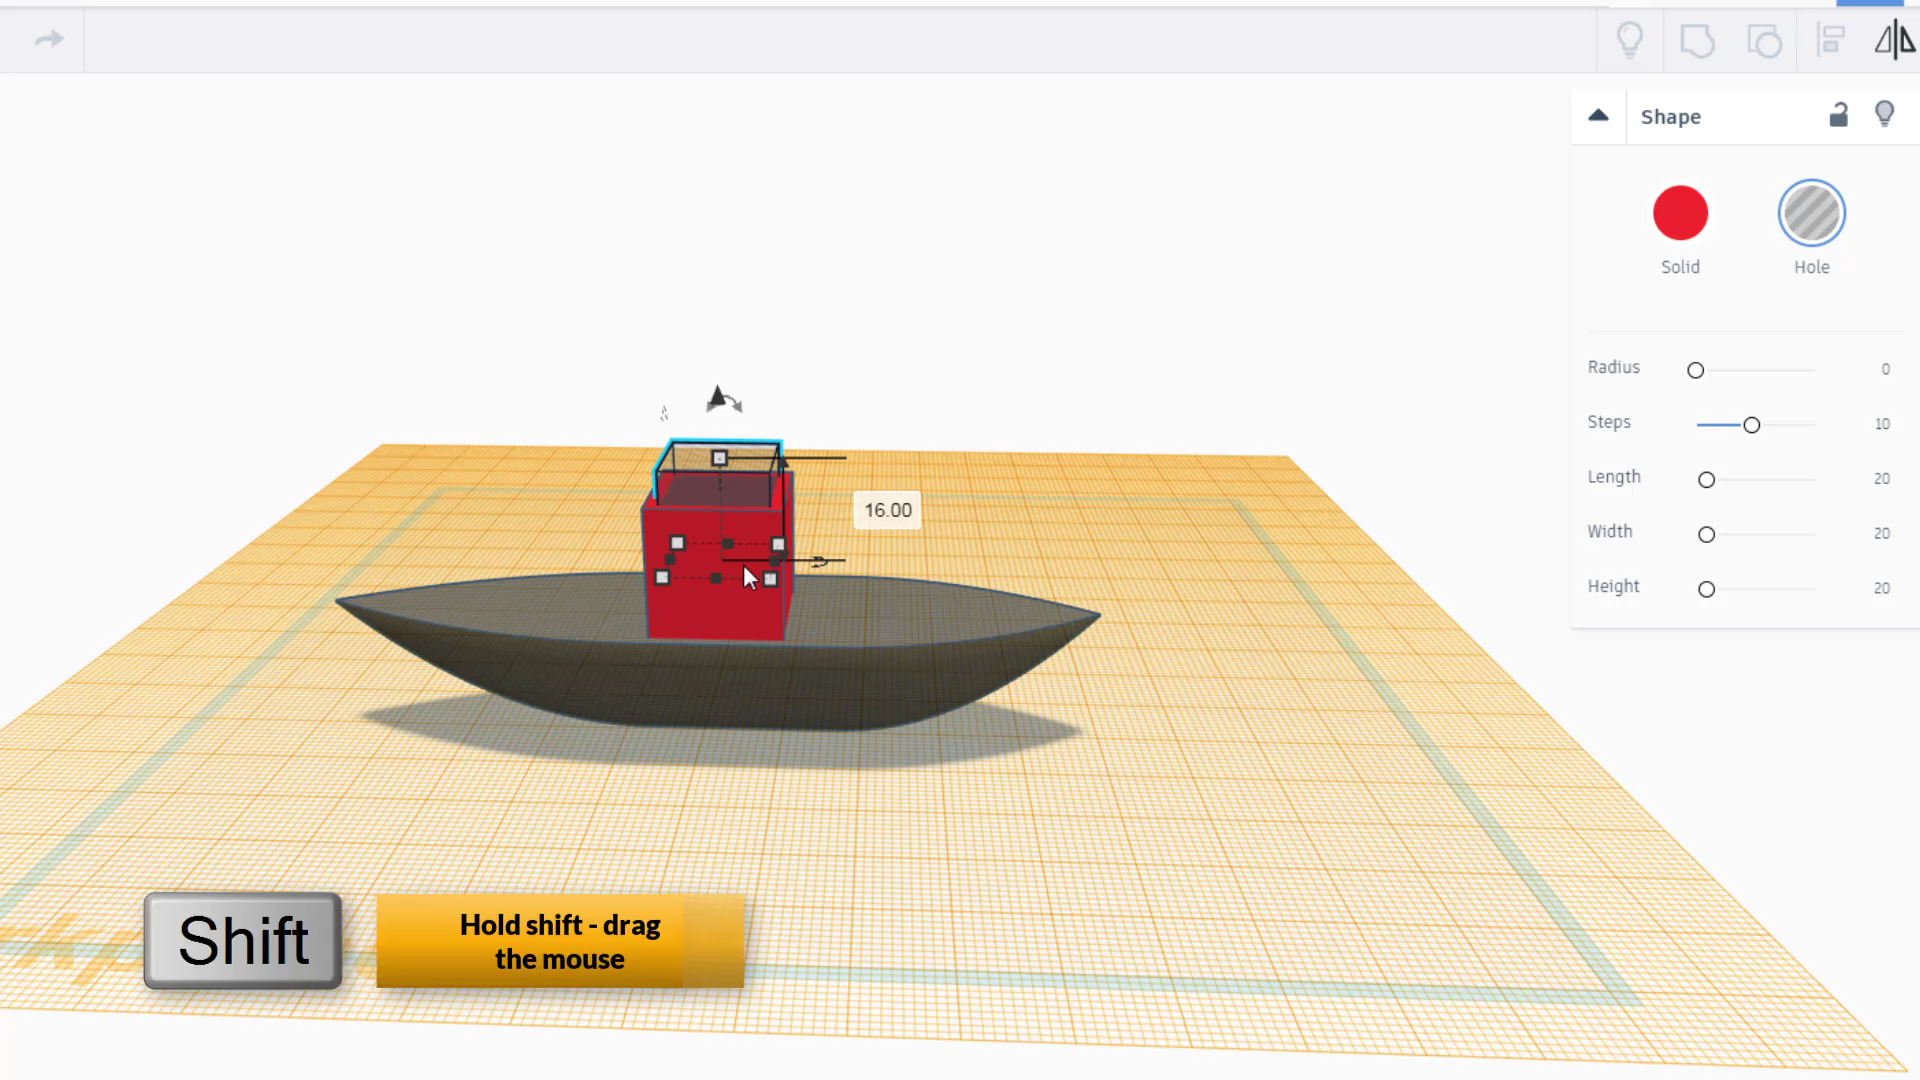 Shape
Solid
Hole
Radius 0
Steps 10
Length 20
Width 20
Height 20
16.00
Shift
Hold shift - drag
the mouse